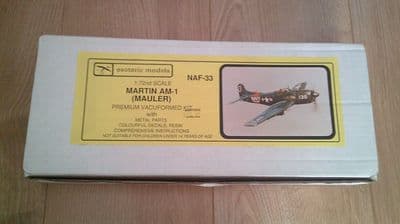 esoteric models
NAF-33
1·72nd SCALE
MARTIN AM-1
(MAULER)
PREMIUM VACUFORMED KIT
with
METAL PARTS
COLOURFUL DECALS, RESIN
COMPREHENSIVE INSTRUCTIONS
NOT SUITABLE FOR CHILDREN UNDER 14 YEARS OF AGE